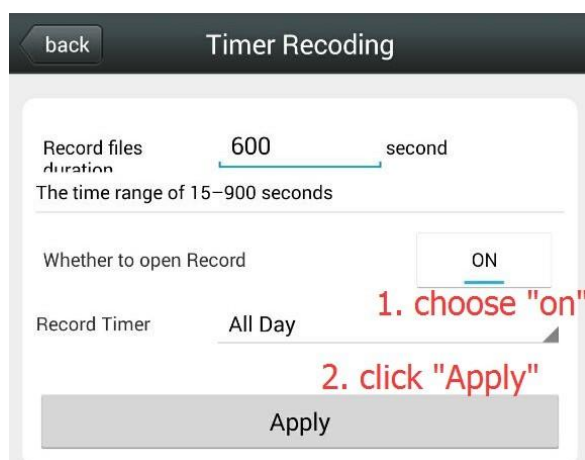 back Timer Recoding
Record files 600 second
duration
The time range of 15-900 seconds
Whether to open Record ON
1. choose "on"
Record Timer All Day
2. click "Apply"
Apply